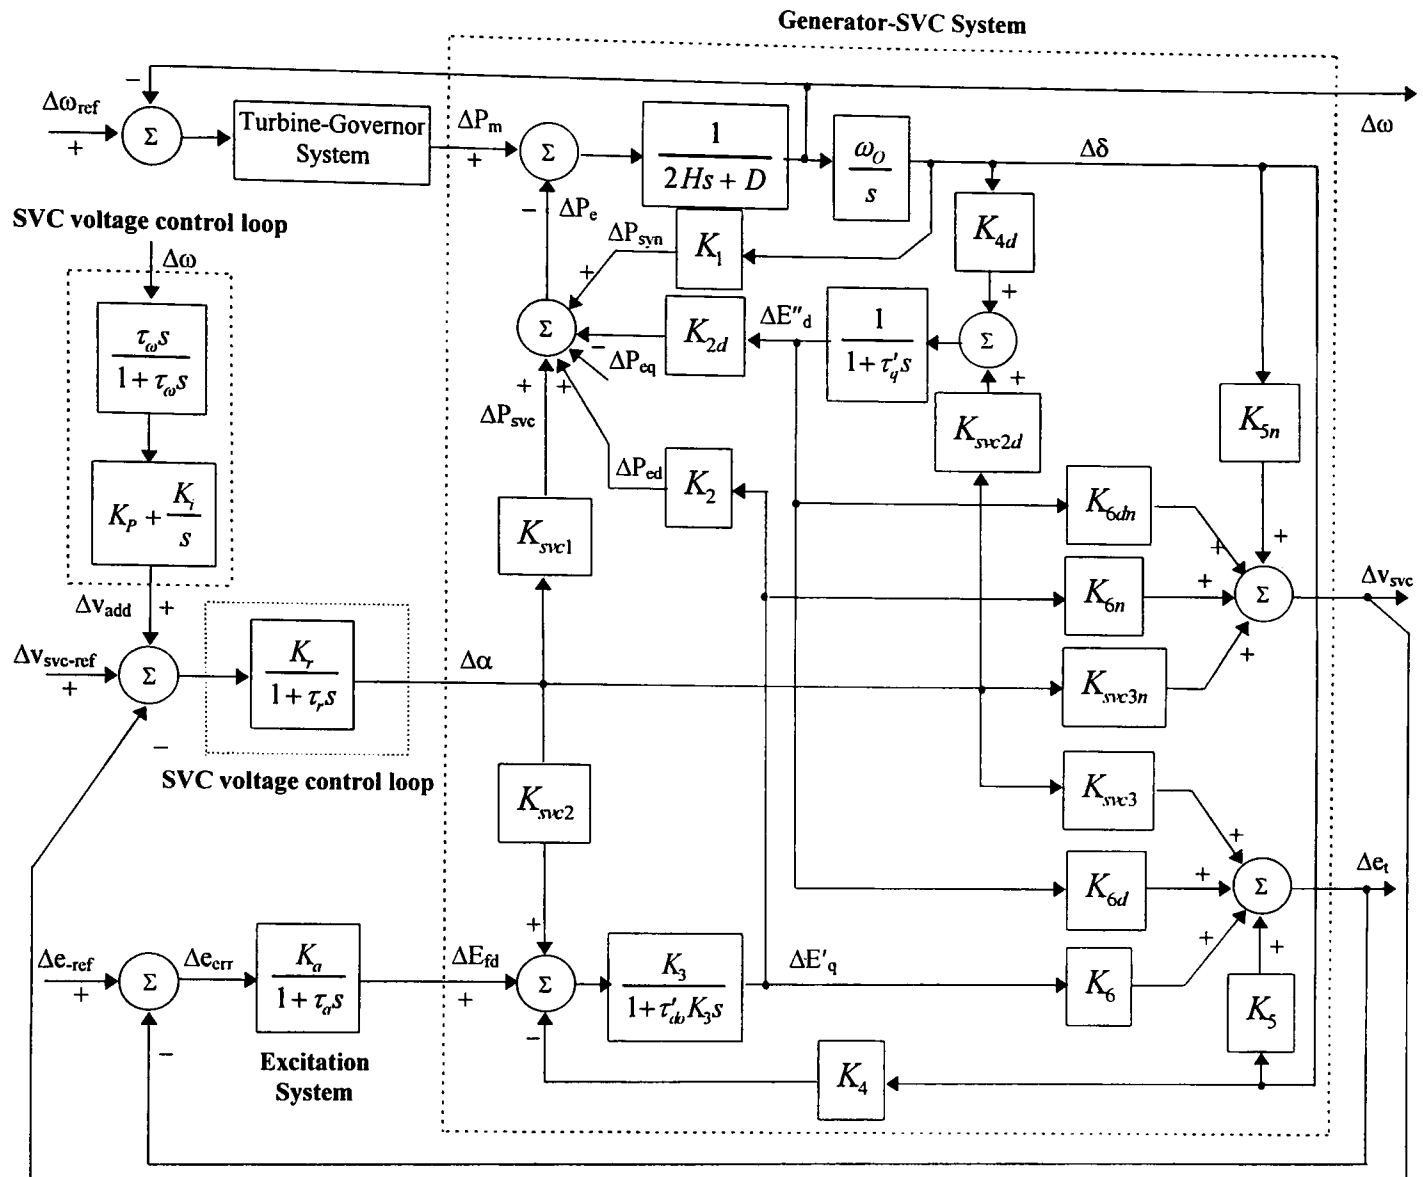 Generator-SVC System
−
Δω_ref
+
Σ
Turbine-Governor
System
ΔP_m
+
Σ
1
2Hs + D
ω_O
s
Δδ
Δω
−
ΔP_e
SVC voltage control loop
Δω
ΔP_syn
K_1
K_4d
+
+
τ_ω s
1 + τ_ω s
Σ
−
K_2d
ΔE''_d
1
1 + τ'_q s
Σ
+
ΔP_eq
+
+
ΔP_svc
K_svc2d
K_5n
K_P + K_i
s
ΔP_ed
K_2
K_svc1
K_6dn
+
+
Δv_add
+
K_6n
+
Σ
Δv_svc
Δv_svc-ref
+
Σ
−
K_r
1 + τ_r s
Δα
K_svc3n
+
SVC voltage control loop
K_svc2
K_svc3
+
K_6d
+
Σ
Δe_t
+
+
Δe_-ref
+
Σ
−
Δe_err
K_a
1 + τ_a s
ΔE_fd
+
+
Σ
−
K_3
1 + τ'_do K_3 s
ΔE'_q
K_6
K_5
Excitation
System
K_4